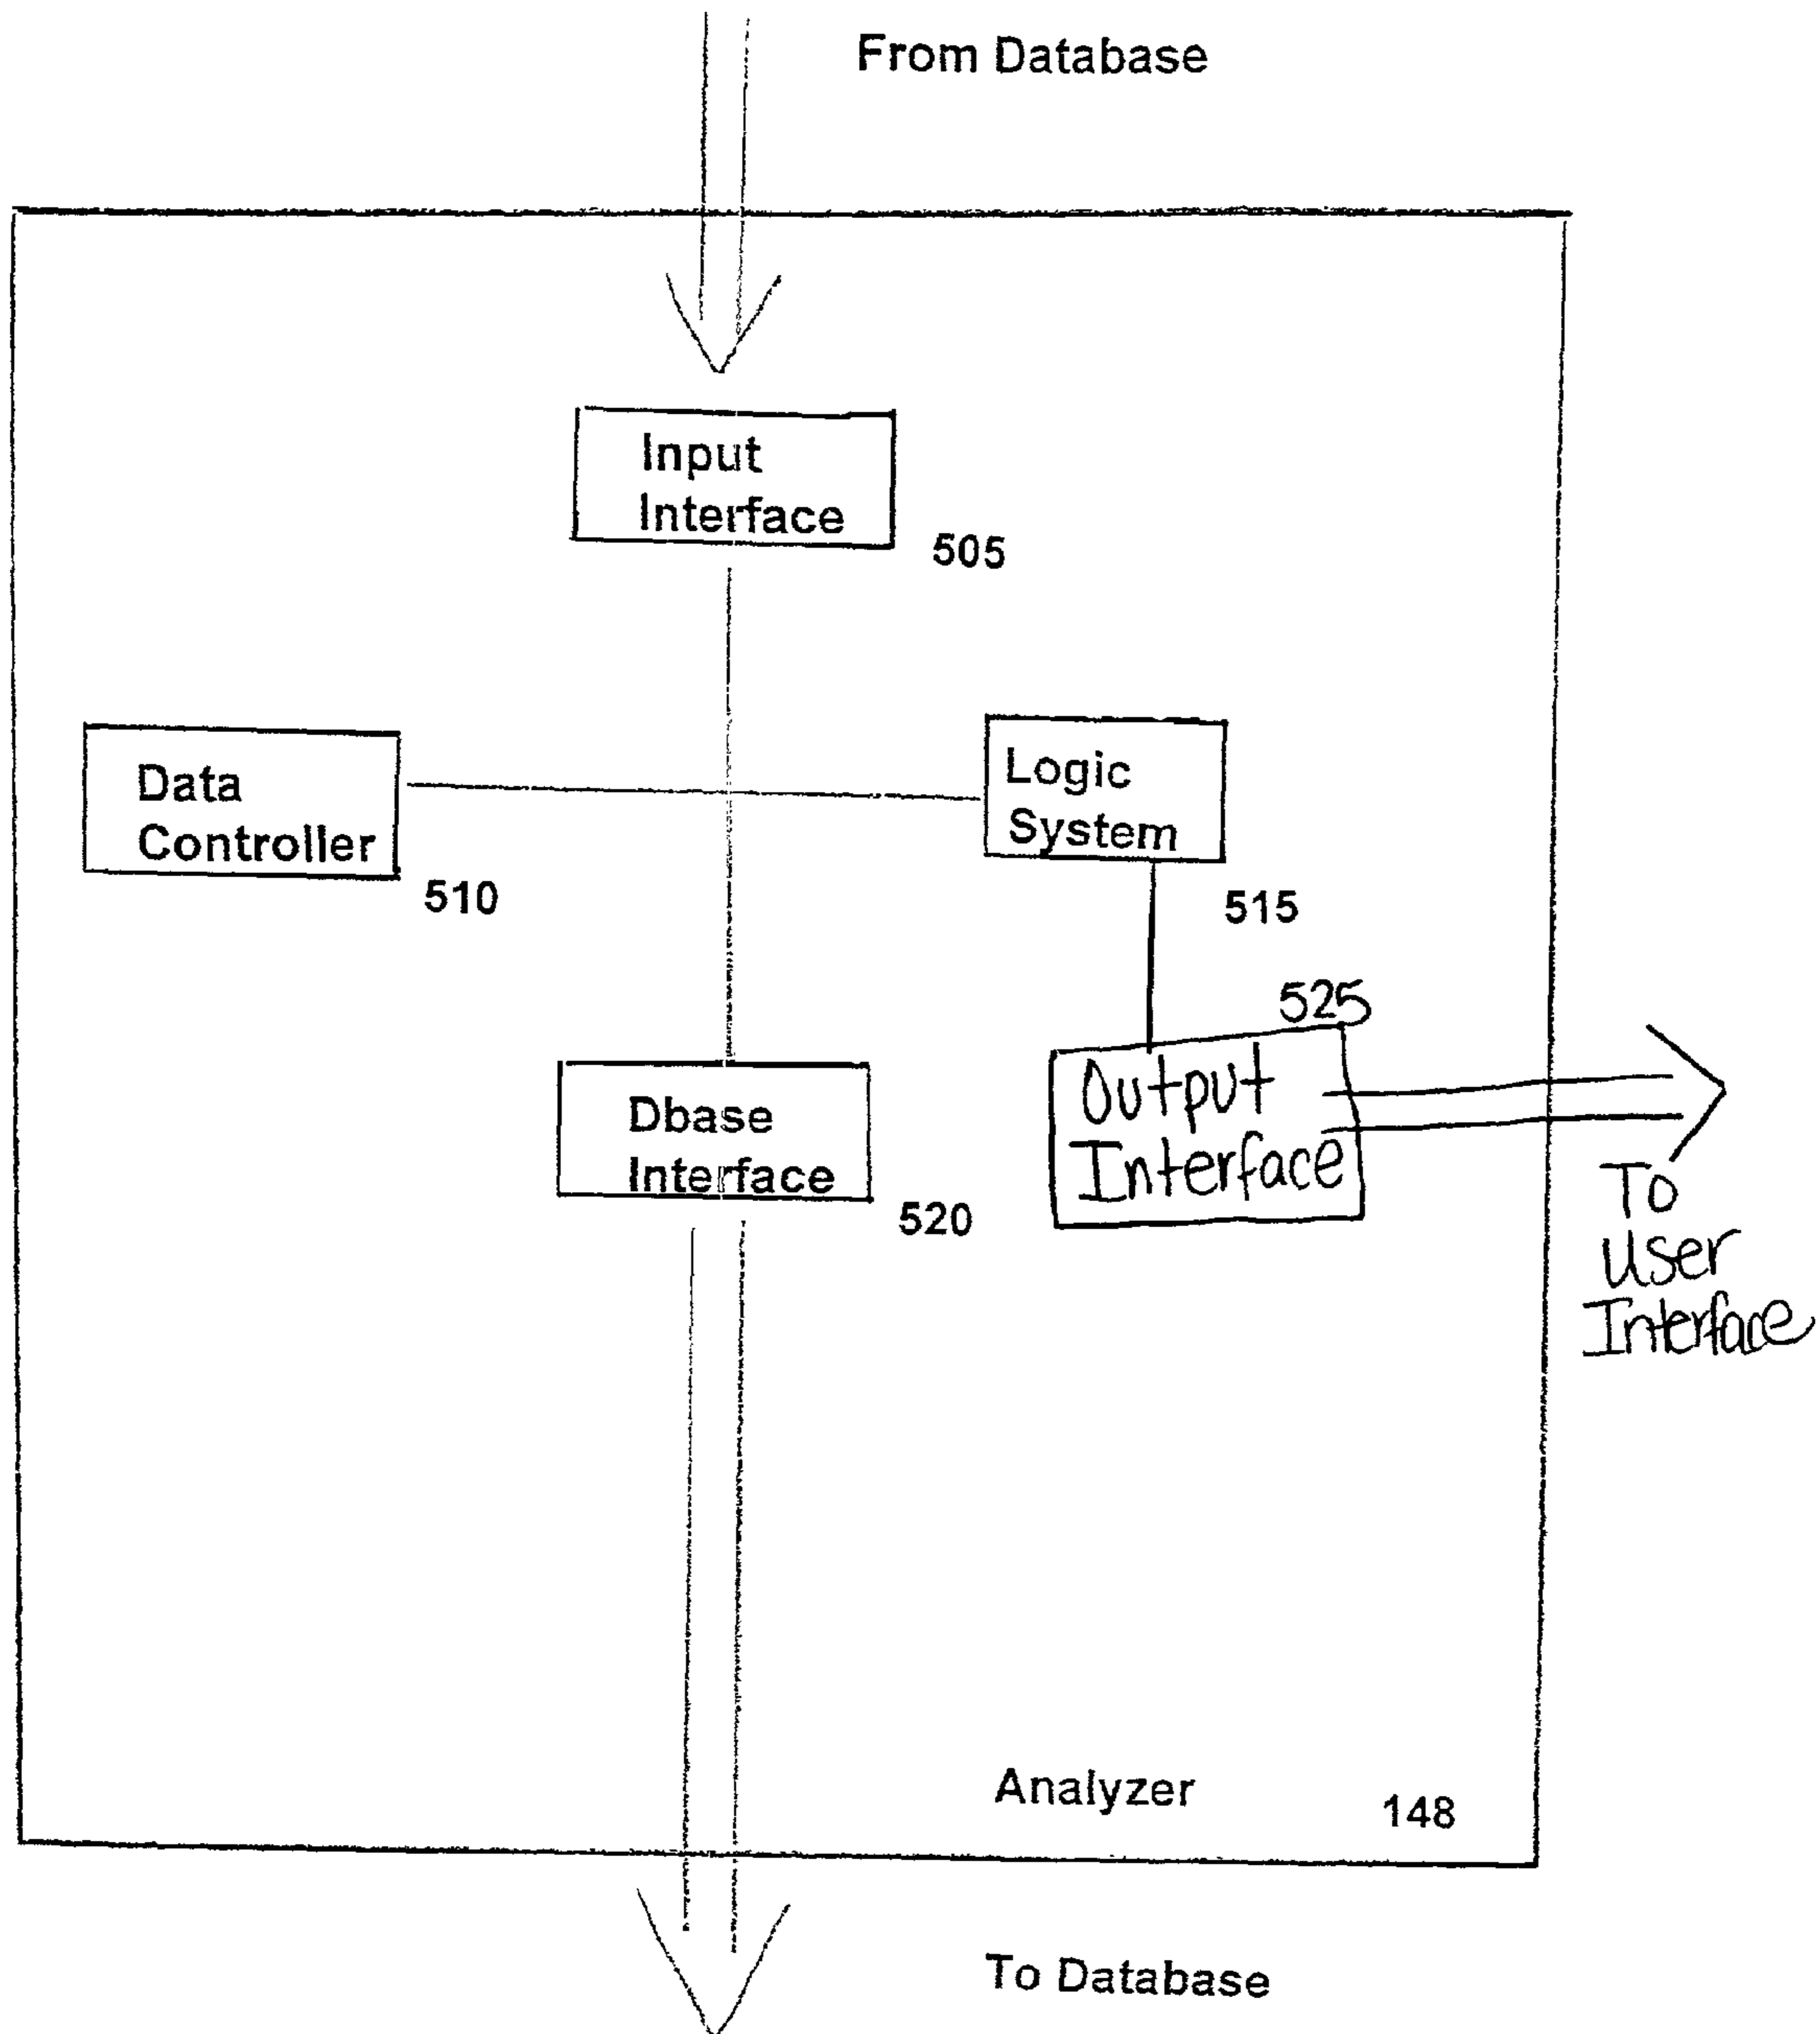 From Database
Input
Interface
505
Data
Controller
510
Logic
System
515
525
Output
Interface
Dbase
Interface
520
To
User
Interface
Analyzer
148
To Database